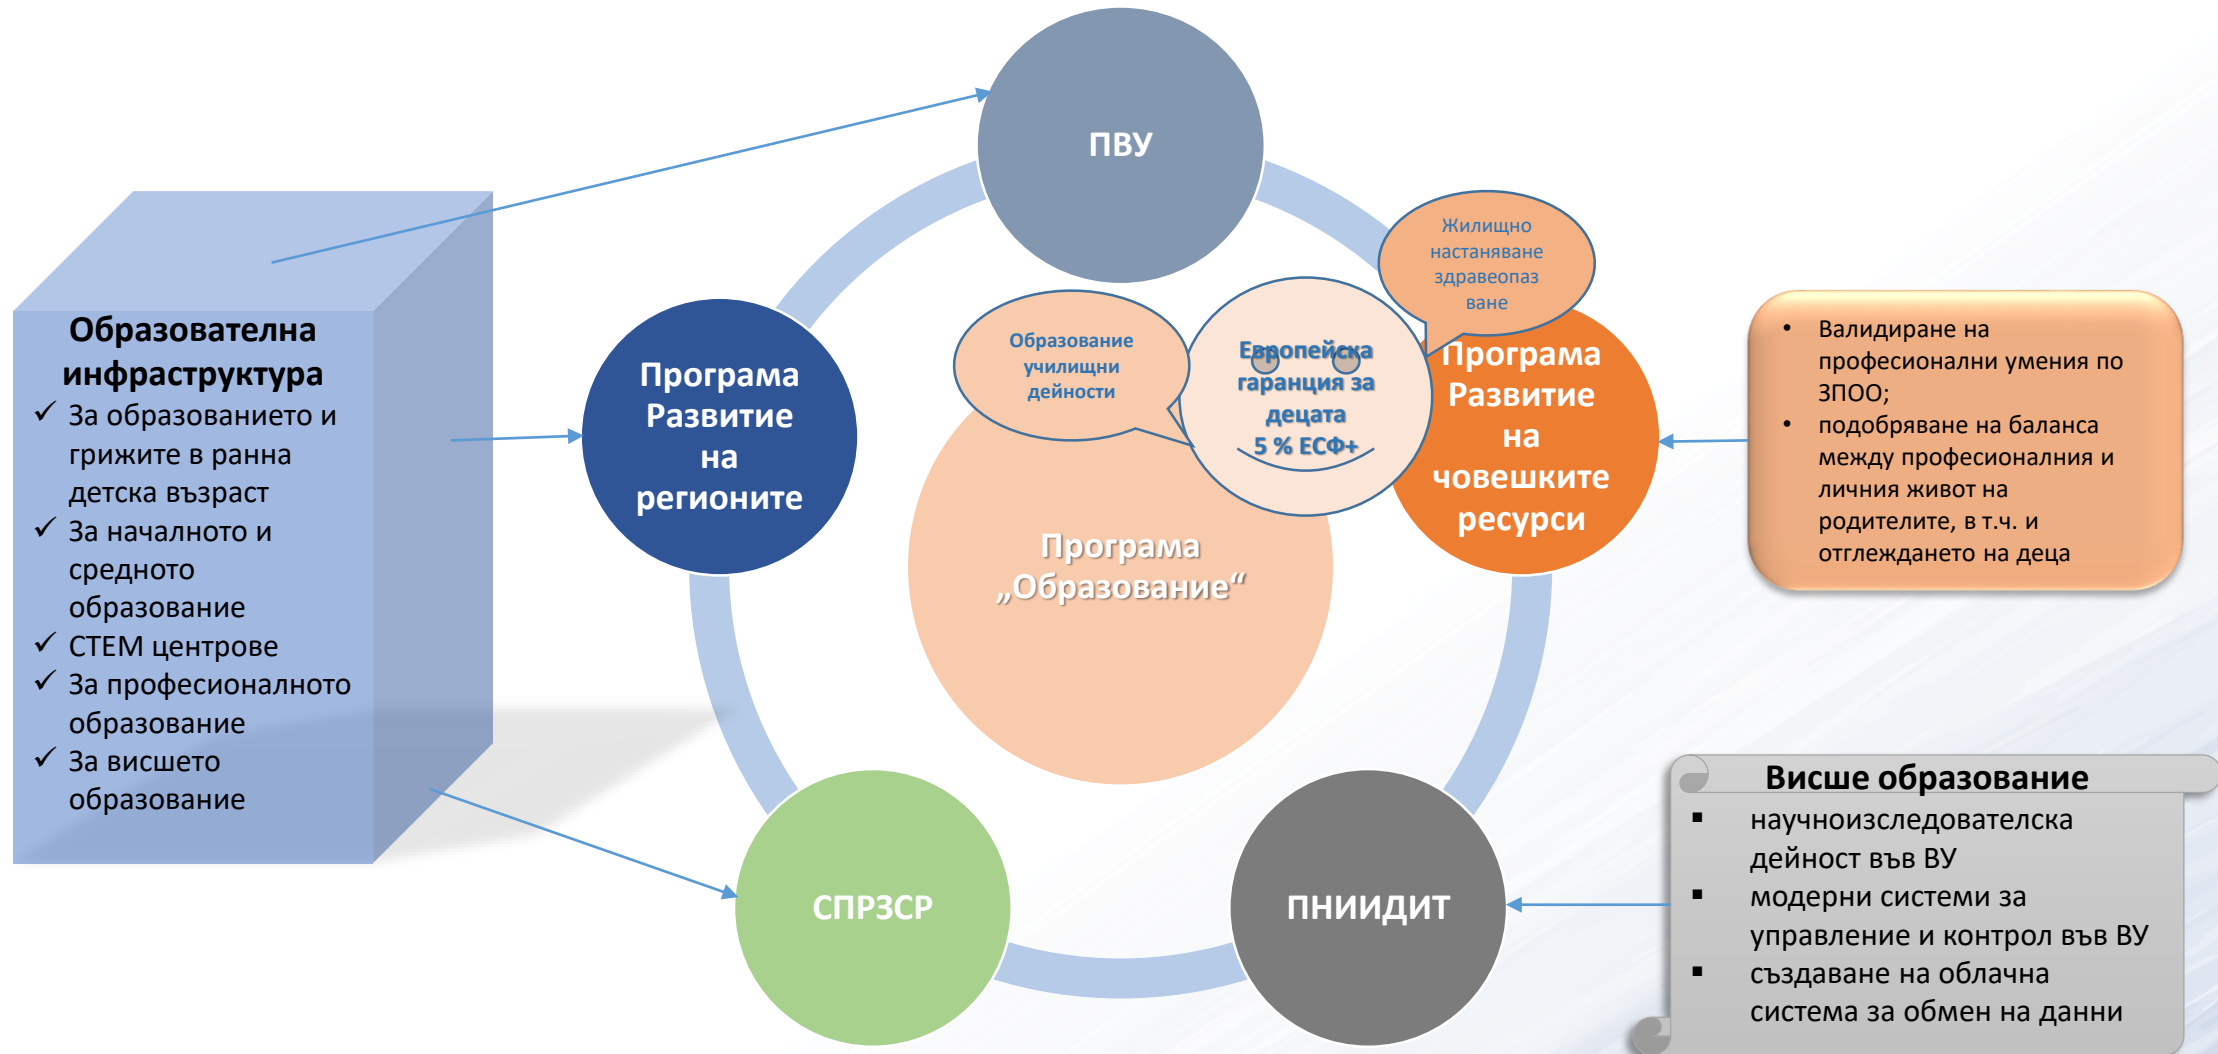 ПВУ
Жилищно
настаняване
здравеопаз
ване
Образование
училищни
дейности
Европейска
гаранция за
децата
5 % ЕСФ+
Образователна
инфраструктура
✓ За образованието и
грижите в ранна
детска възраст
✓ За началното и
средното
образование
✓ СТЕМ центрове
✓ За професионалното
образование
✓ За висшето
образование
Програма
Развитие
на
регионите
Програма
„Образование“
Програма
Развитие
на
човешките
ресурси
• Валидиране на
професионални умения по
ЗПОО;
• подобряване на баланса
между професионалния и
личния живот на
родителите, в т.ч. и
отглеждането на деца
СПРЗСР
ПНИИДИТ
Висше образование
▪ научноизследователска
дейност във ВУ
▪ модерни системи за
управление и контрол във ВУ
▪ създаване на облачна
система за обмен на данни